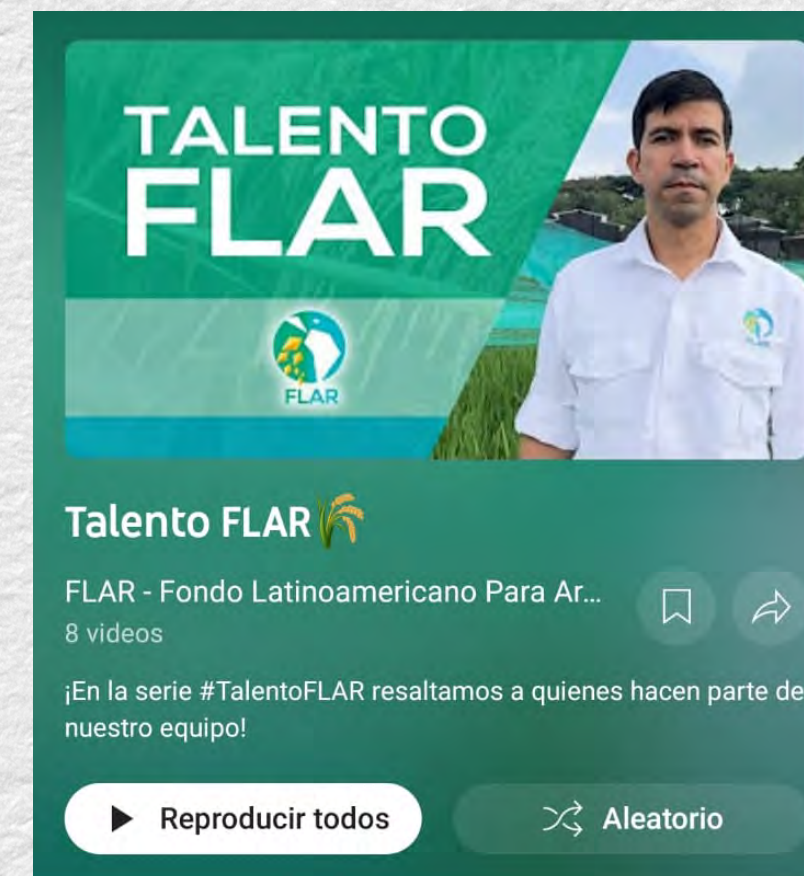 TALENTO
FLAR
FLAR
Talento FLAR
FLAR - Fondo Latinoamericano Para Ar...
8 videos
¡En la serie #TalentoFLAR resaltamos a quienes hacen parte de
nuestro equipo!
Reproducir todos
Aleatorio